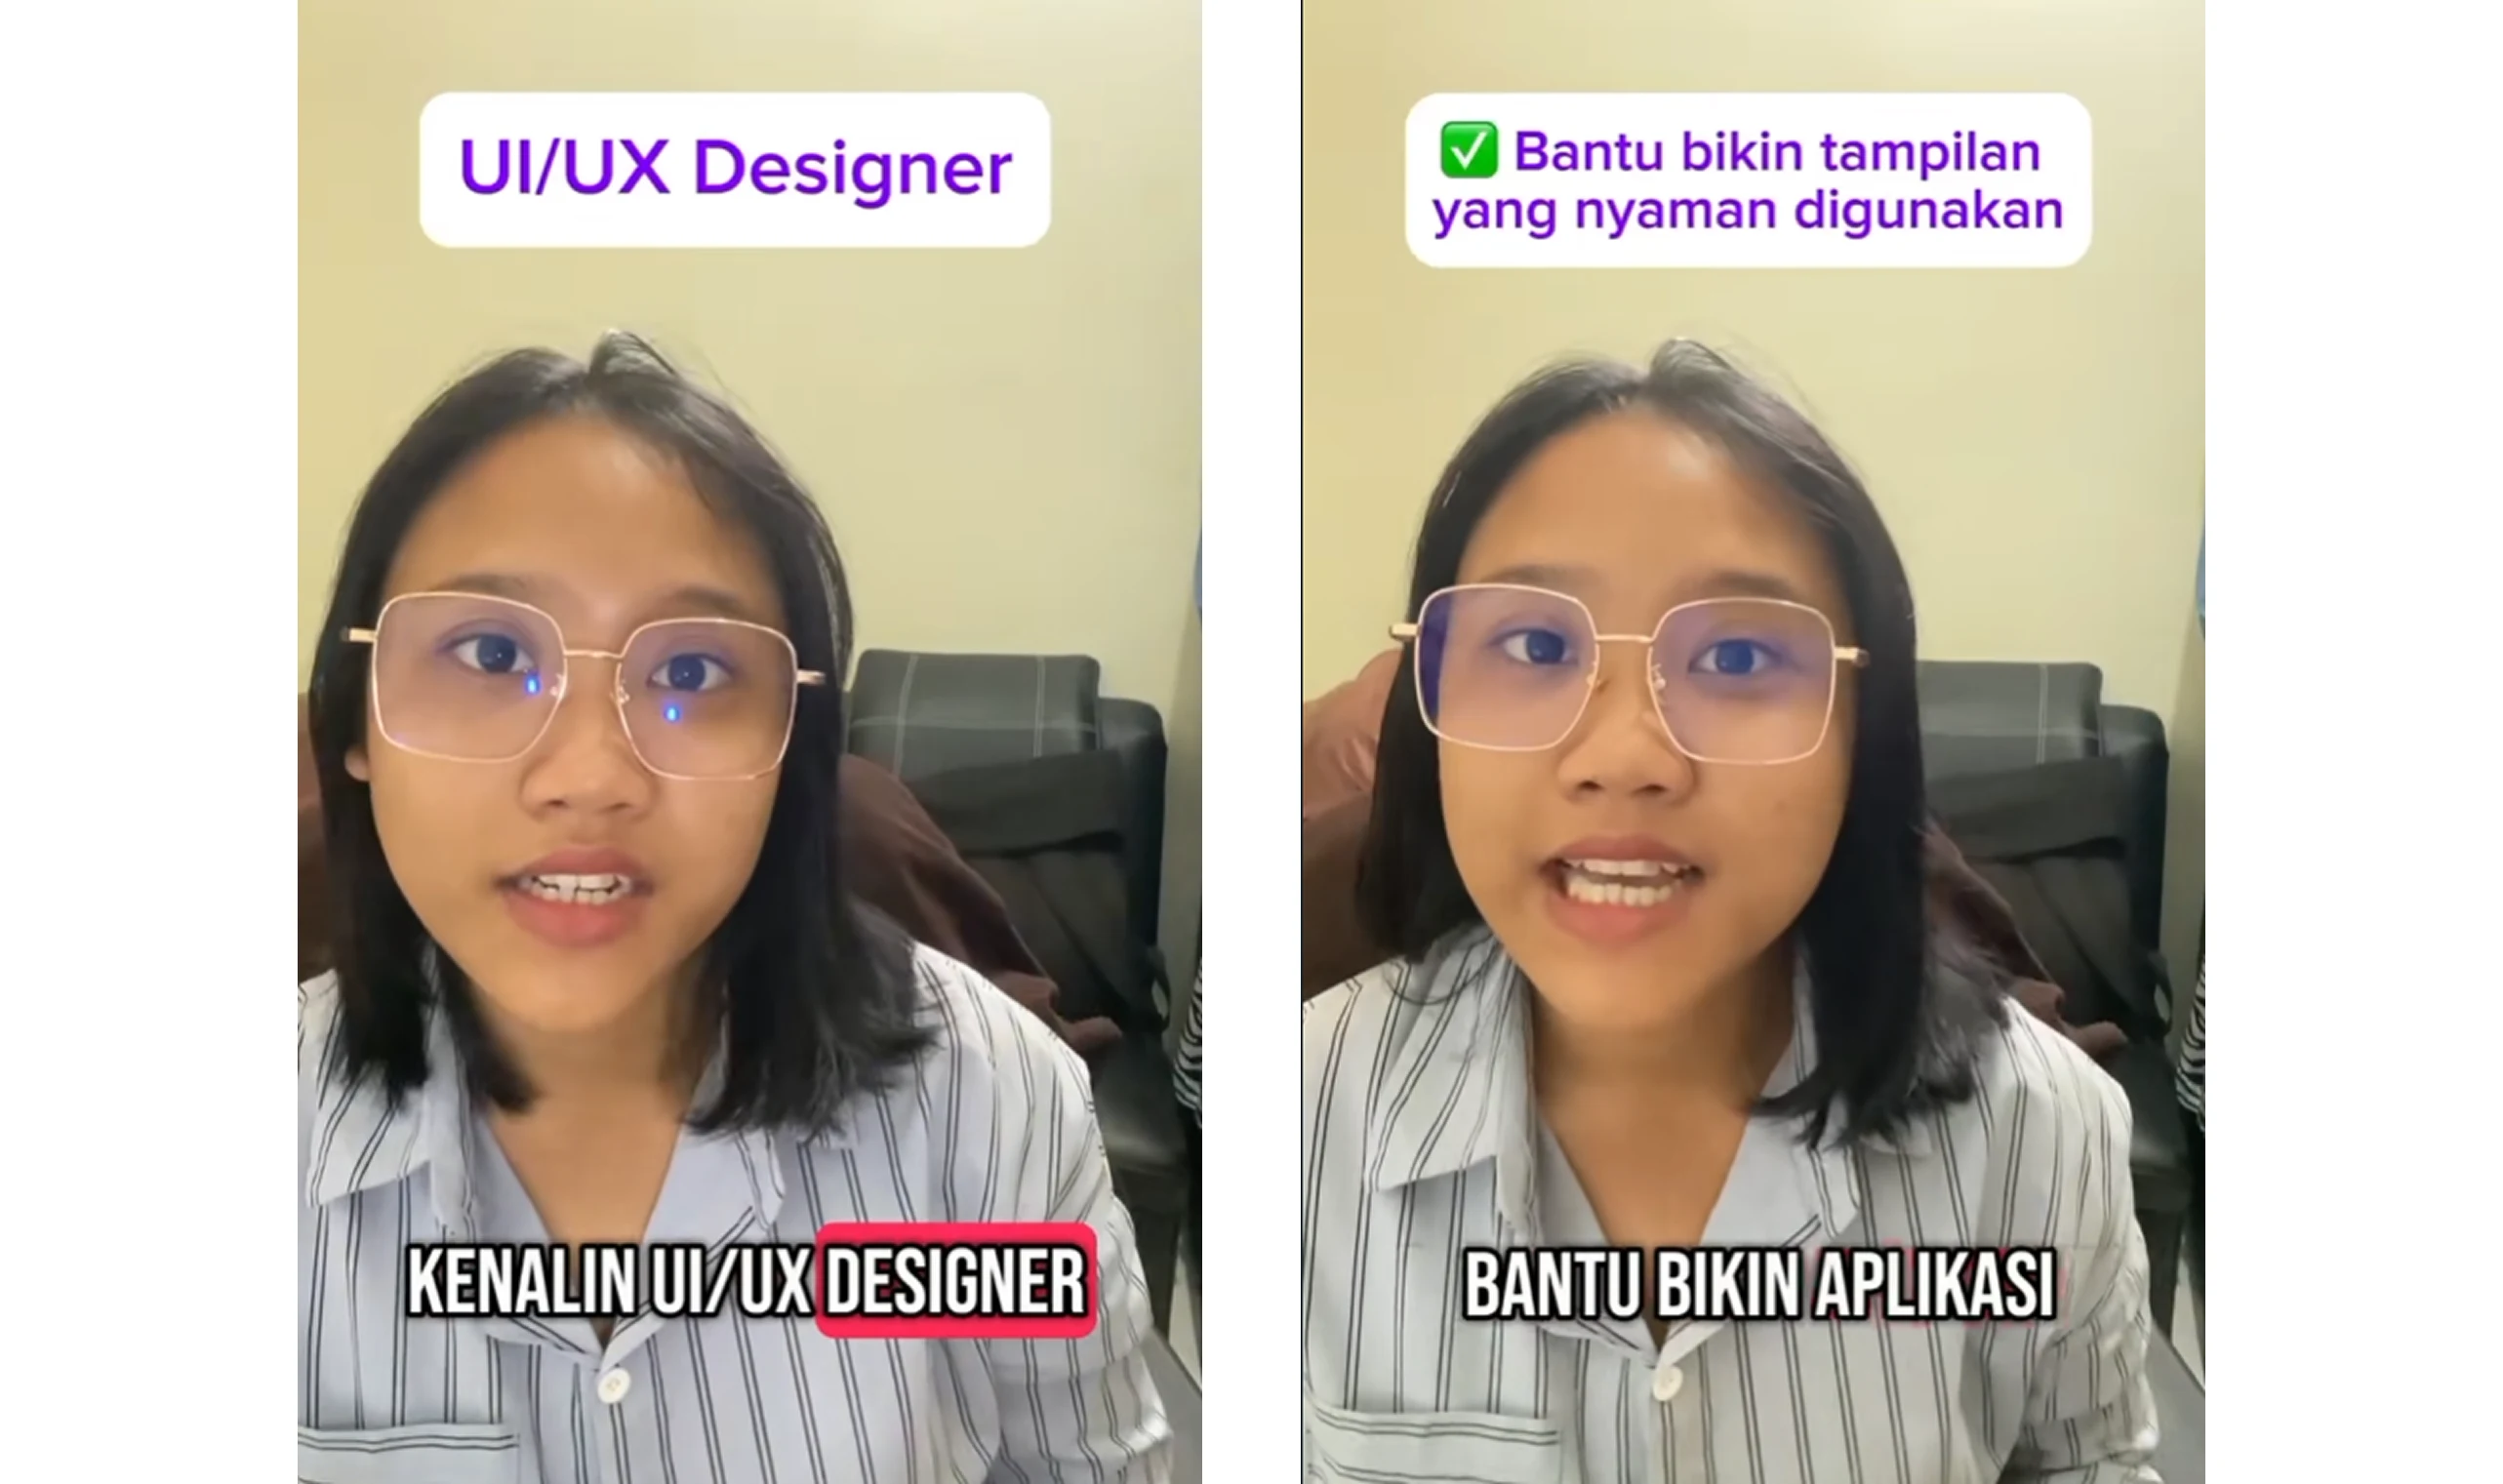 UI/UX Designer
KENALIN UI/UX DESIGNER
✅ Bantu bikin tampilan
yang nyaman digunakan
BANTU BIKIN APLIKASI